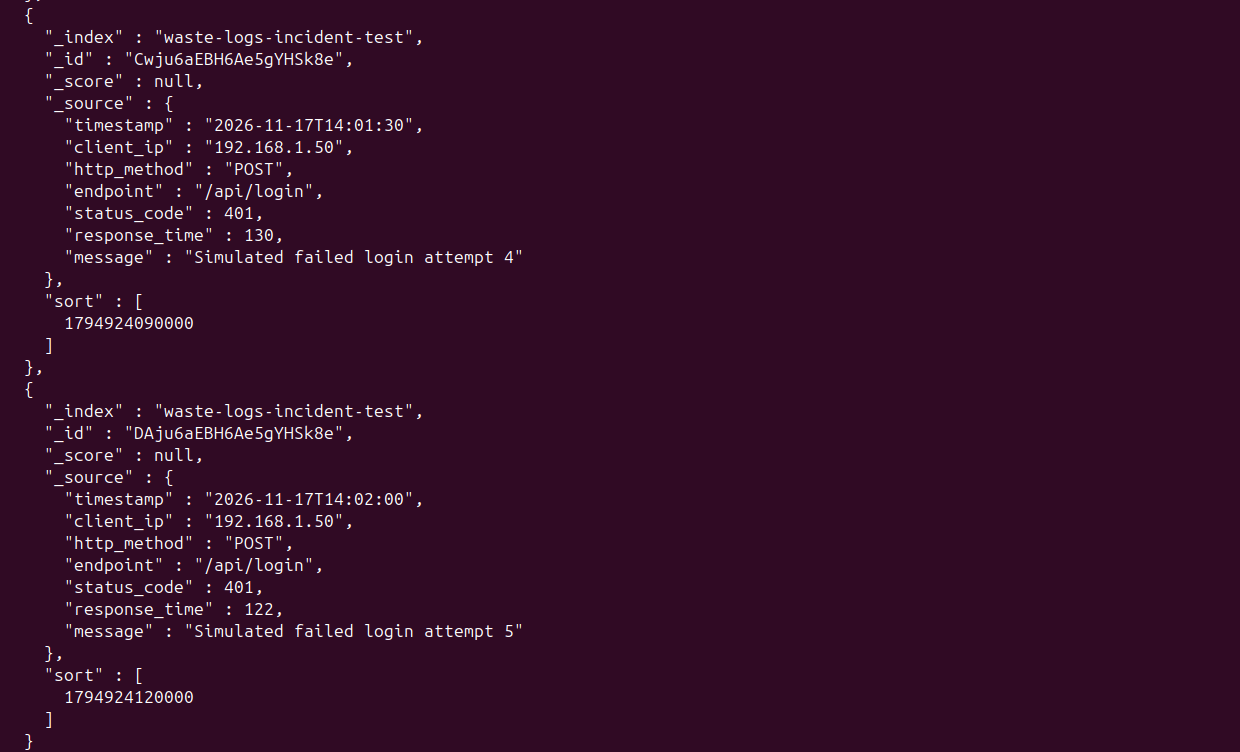 {
"_index" : "waste-logs-incident-test",
"_id" : "Cwju6aEBH6Ae5gYHSk8e",
"_score" : null,
"_source" : {
"timestamp" : "2026-11-17T14:01:30",
"client_ip" : "192.168.1.50",
"http_method" : "POST",
"endpoint" : "/api/login",
"status_code" : 401,
"response_time" : 130,
"message" : "Simulated failed login attempt 4"
},
"sort" : [
1794924090000
]
},
{
"_index" : "waste-logs-incident-test",
"_id" : "DAju6aEBH6Ae5gYHSk8e",
"_score" : null,
"_source" : {
"timestamp" : "2026-11-17T14:02:00",
"client_ip" : "192.168.1.50",
"http_method" : "POST",
"endpoint" : "/api/login",
"status_code" : 401,
"response_time" : 122,
"message" : "Simulated failed login attempt 5"
},
"sort" : [
1794924120000
]
}